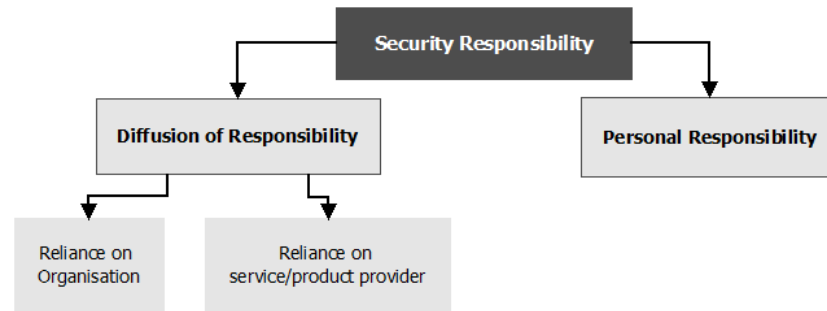 Security Responsibility
Diffusion of Responsibility
Personal Responsibility
Reliance on
Organisation
Reliance on
service/product provider